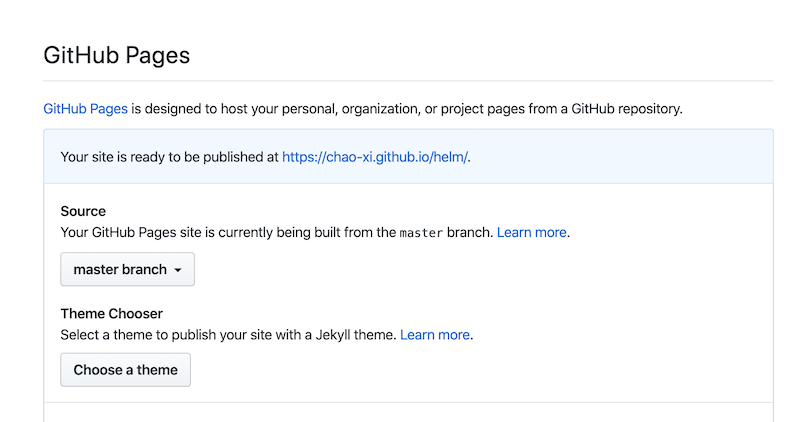 GitHub Pages
GitHub Pages is designed to host your personal, organization, or project pages from a GitHub repository.
Your site is ready to be published at https://chao-xi.github.io/helm/.
Source
Your GitHub Pages site is currently being built from the master branch. Learn more.
master branch
Theme Chooser
Select a theme to publish your site with a Jekyll theme. Learn more.
Choose a theme